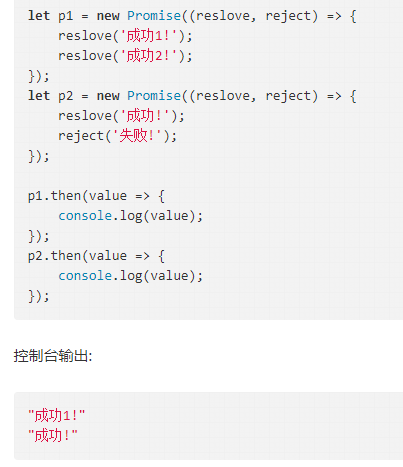 let p1 = new Promise((reslove, reject) => {
    reslove('成功1!');
    reslove('成功2!');
});
let p2 = new Promise((reslove, reject) => {
    reslove('成功!');
    reject('失败!');
});

p1.then(value => {
    console.log(value);
});
p2.then(value => {
    console.log(value);
});

控制台输出:

"成功1!"
"成功!"